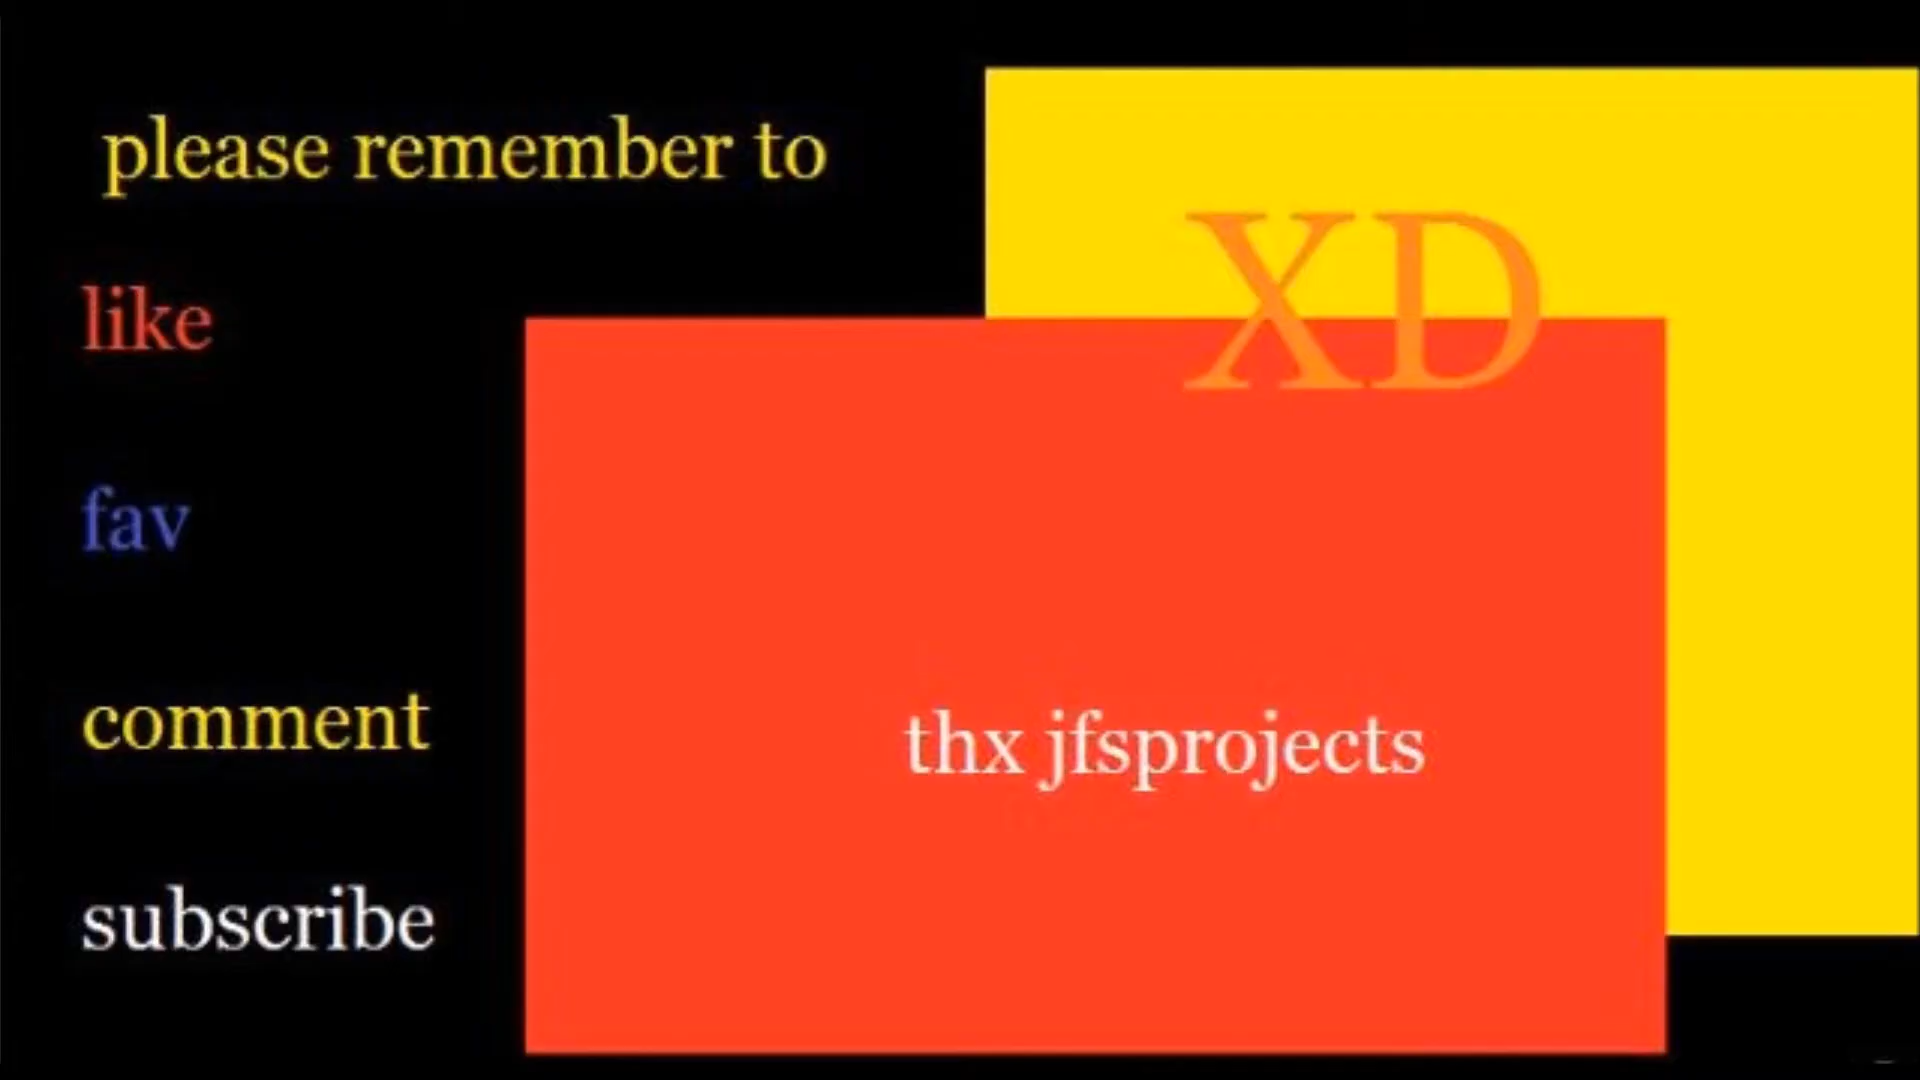 please remember to
like
fav
comment
subscribe
XD
thx jfsprojects